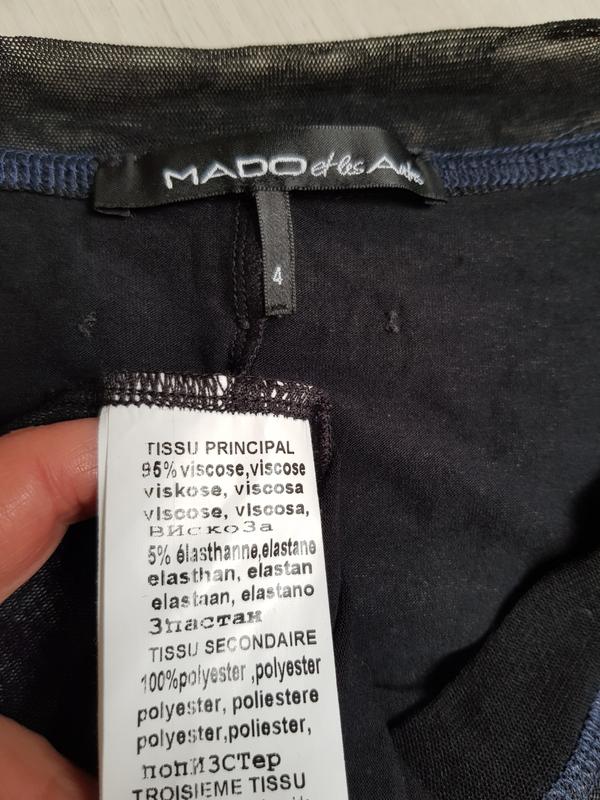 MADO et les Autres
4
TISSU PRINCIPAL
95% viscose,viscose
viskose, viscosa
viscose, viscosa,
ВИскоЗа
5% élasthanne,elastane
elasthan, elastan
elastaan, elastano
Эластан
TISSU SECONDAIRE
100%polyester ,polyester
polyester, poliestere
polyester,poliester,
попИЭСТер
TROISIEME TISSU